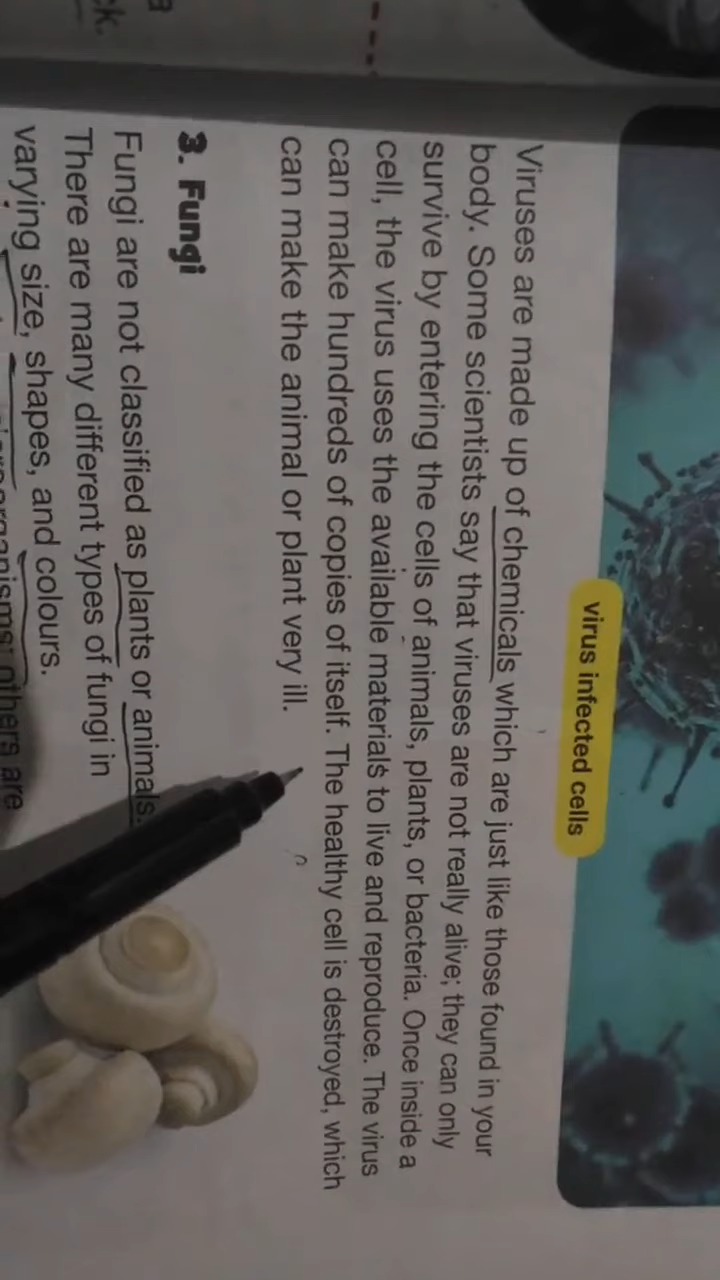 virus infected cells
Viruses are made up of chemicals which are just like those found in your
body. Some scientists say that viruses are not really alive; they can only
survive by entering the cells of animals, plants, or bacteria. Once inside a
cell, the virus uses the available materials to live and reproduce. The virus
can make hundreds of copies of itself. The healthy cell is destroyed, which
can make the animal or plant very ill.
3. Fungi
Fungi are not classified as plants or animals.
There are many different types of fungi in
varying size, shapes, and colours.
others are